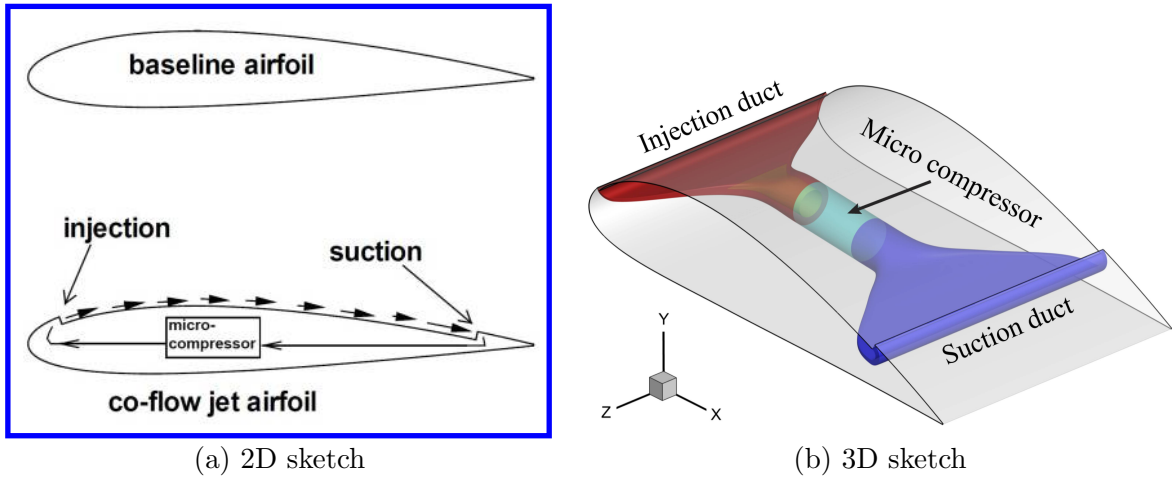 baseline airfoil
injection
suction
micro-
compressor
co-flow jet airfoil
(a) 2D sketch
Injection duct
Micro compressor
Suction duct
Y
Z
X
(b) 3D sketch